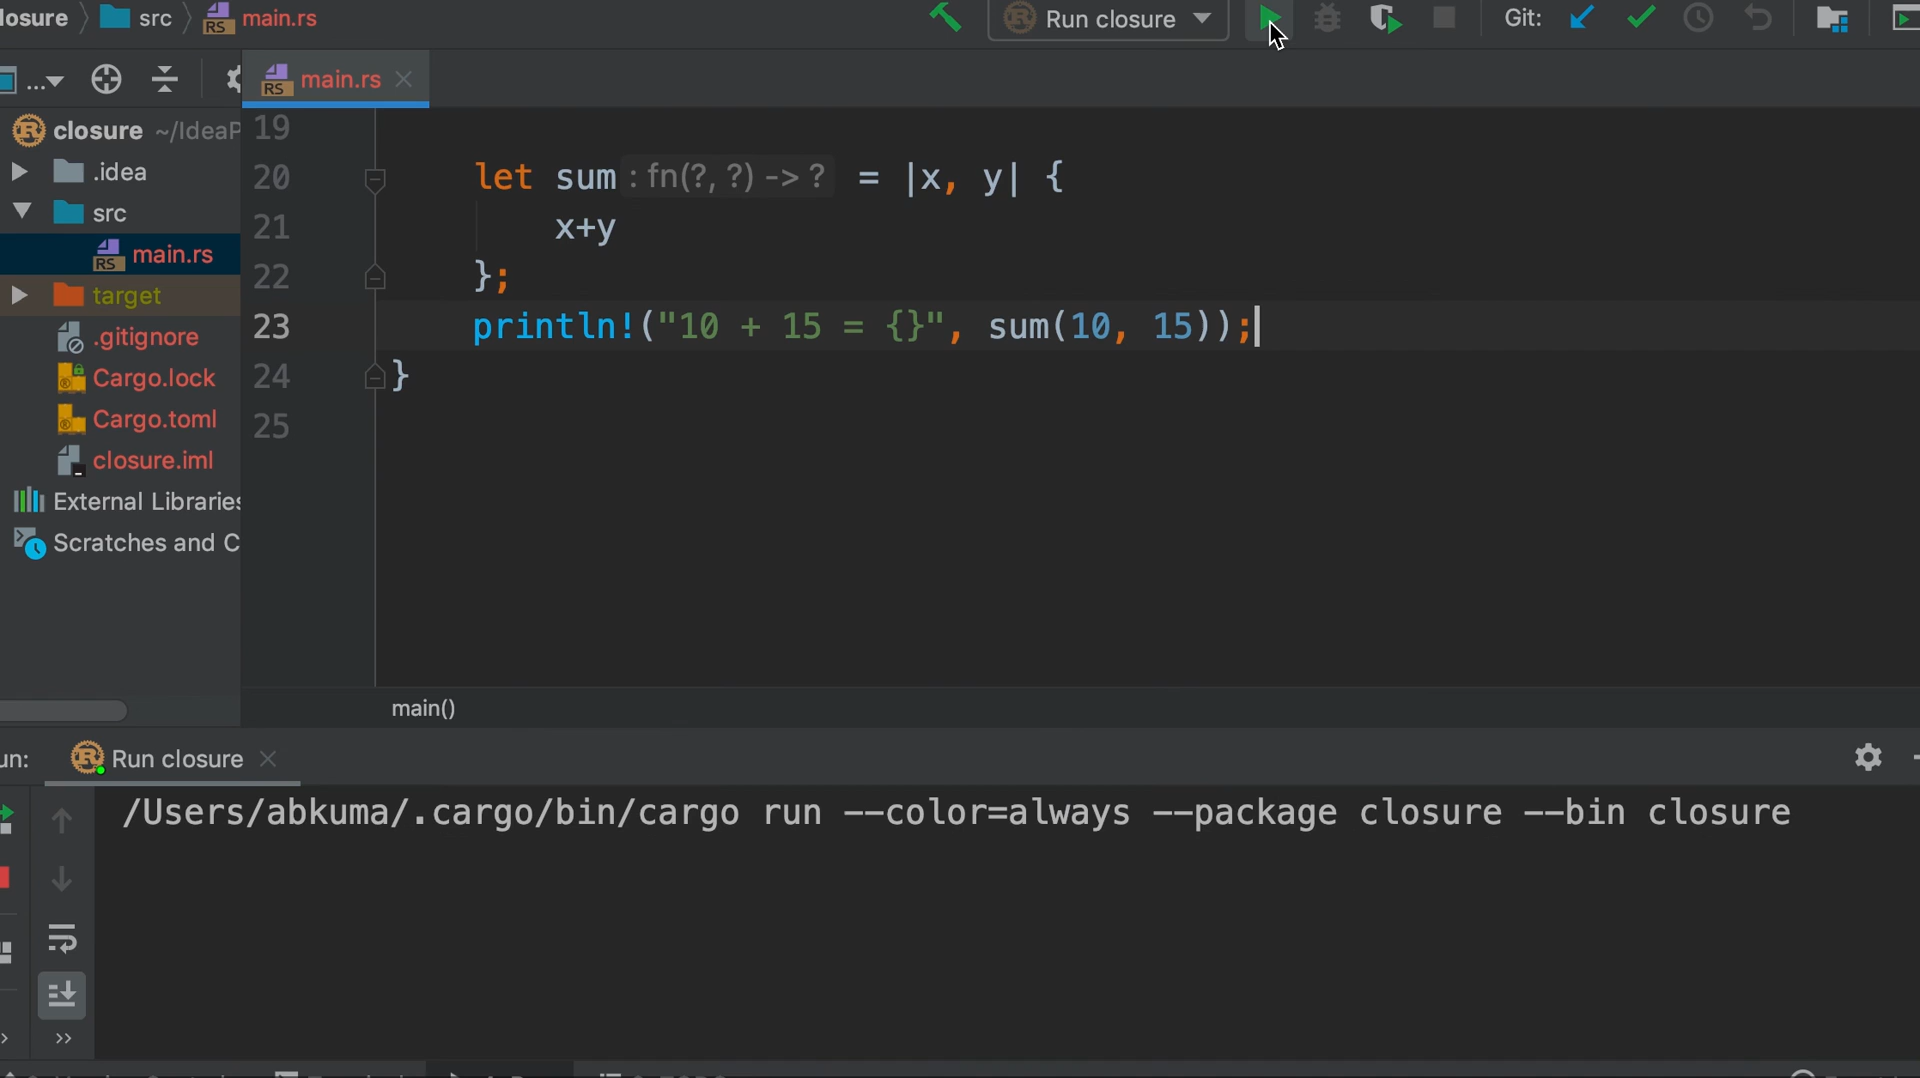 losure src RS main.rs Run closure Git:
... RS main.rs
closure ~/IdeaP
.idea
src
RS main.rs
target
.gitignore
Cargo.lock
Cargo.toml
closure.iml
External Libraries
Scratches and C
19
20 let sum : fn(?, ?) -> ? = |x, y| {
21 x+y
22 };
23 println!("10 + 15 = {}", sum(10, 15));
24 }
25
main()
un: Run closure
/Users/abkuma/.cargo/bin/cargo run --color=always --package closure --bin closure